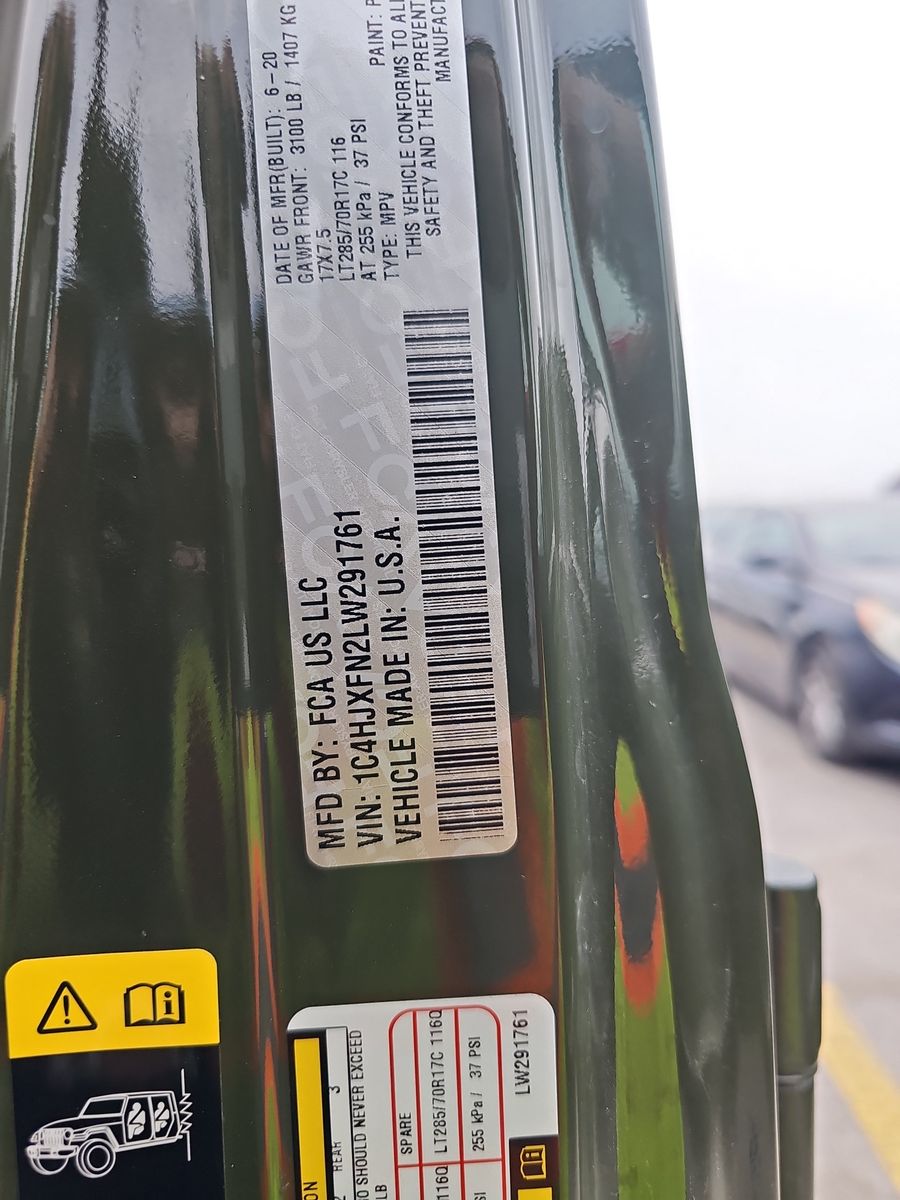 MFD BY: FCA US LLC
VIN: 1C4HJXFN2LW291761
VEHICLE MADE IN: U.S.A.
DATE OF MFR(BUILT): 6-20
GAWR FRONT: 3100 LB / 1407 KG
17X7.5
LT285/70R17C 116
AT 255 kPa / 37 PSI
TYPE: MPV PAINT: P
THIS VEHICLE CONFORMS TO ALL
SAFETY AND THEFT PREVENT
MANUFACT
ON
REAR 3
O SHOULD NEVER EXCEED
LB
SPARE
116Q LT285/70R17C 116Q
SI 255 kPa / 37 PSI
LW291761